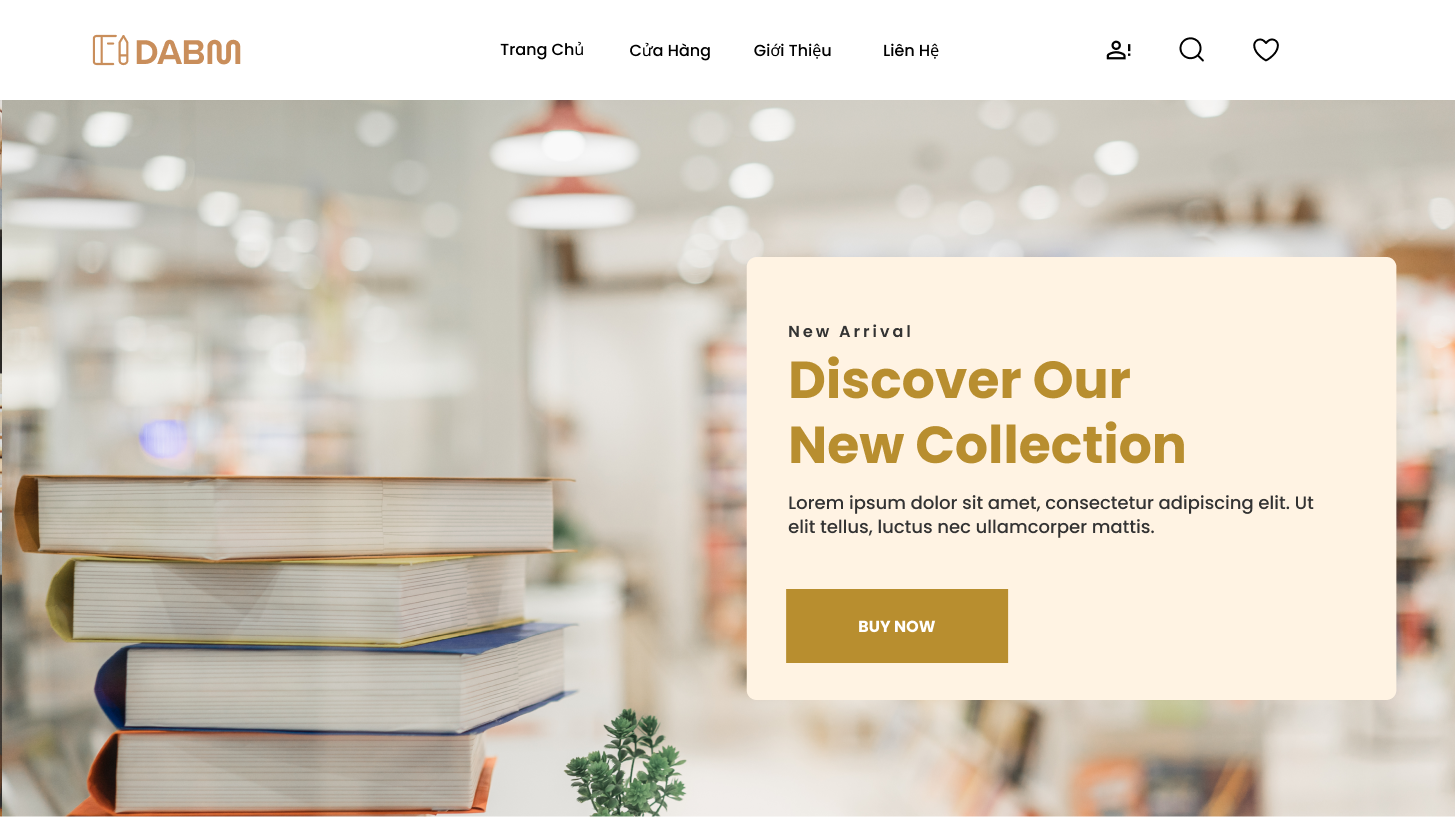 DABM
Trang Chủ
Cửa Hàng
Giới Thiệu
Liên Hệ
New Arrival
Discover Our
New Collection
Lorem ipsum dolor sit amet, consectetur adipiscing elit. Ut
elit tellus, luctus nec ullamcorper mattis.
BUY NOW